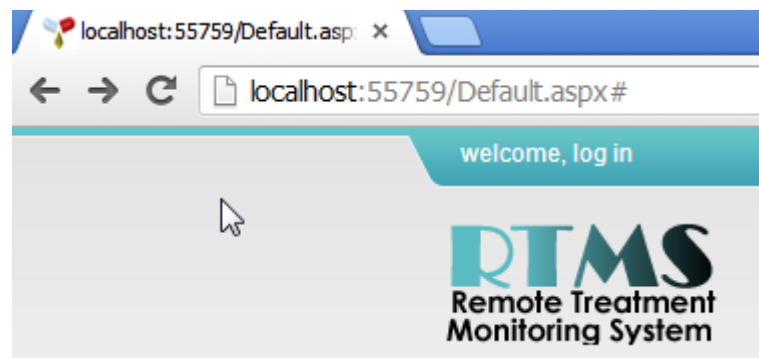 localhost:55759/Default.asp
localhost:55759/Default.aspx#
welcome, log in
RTMS
Remote Treatment
Monitoring System